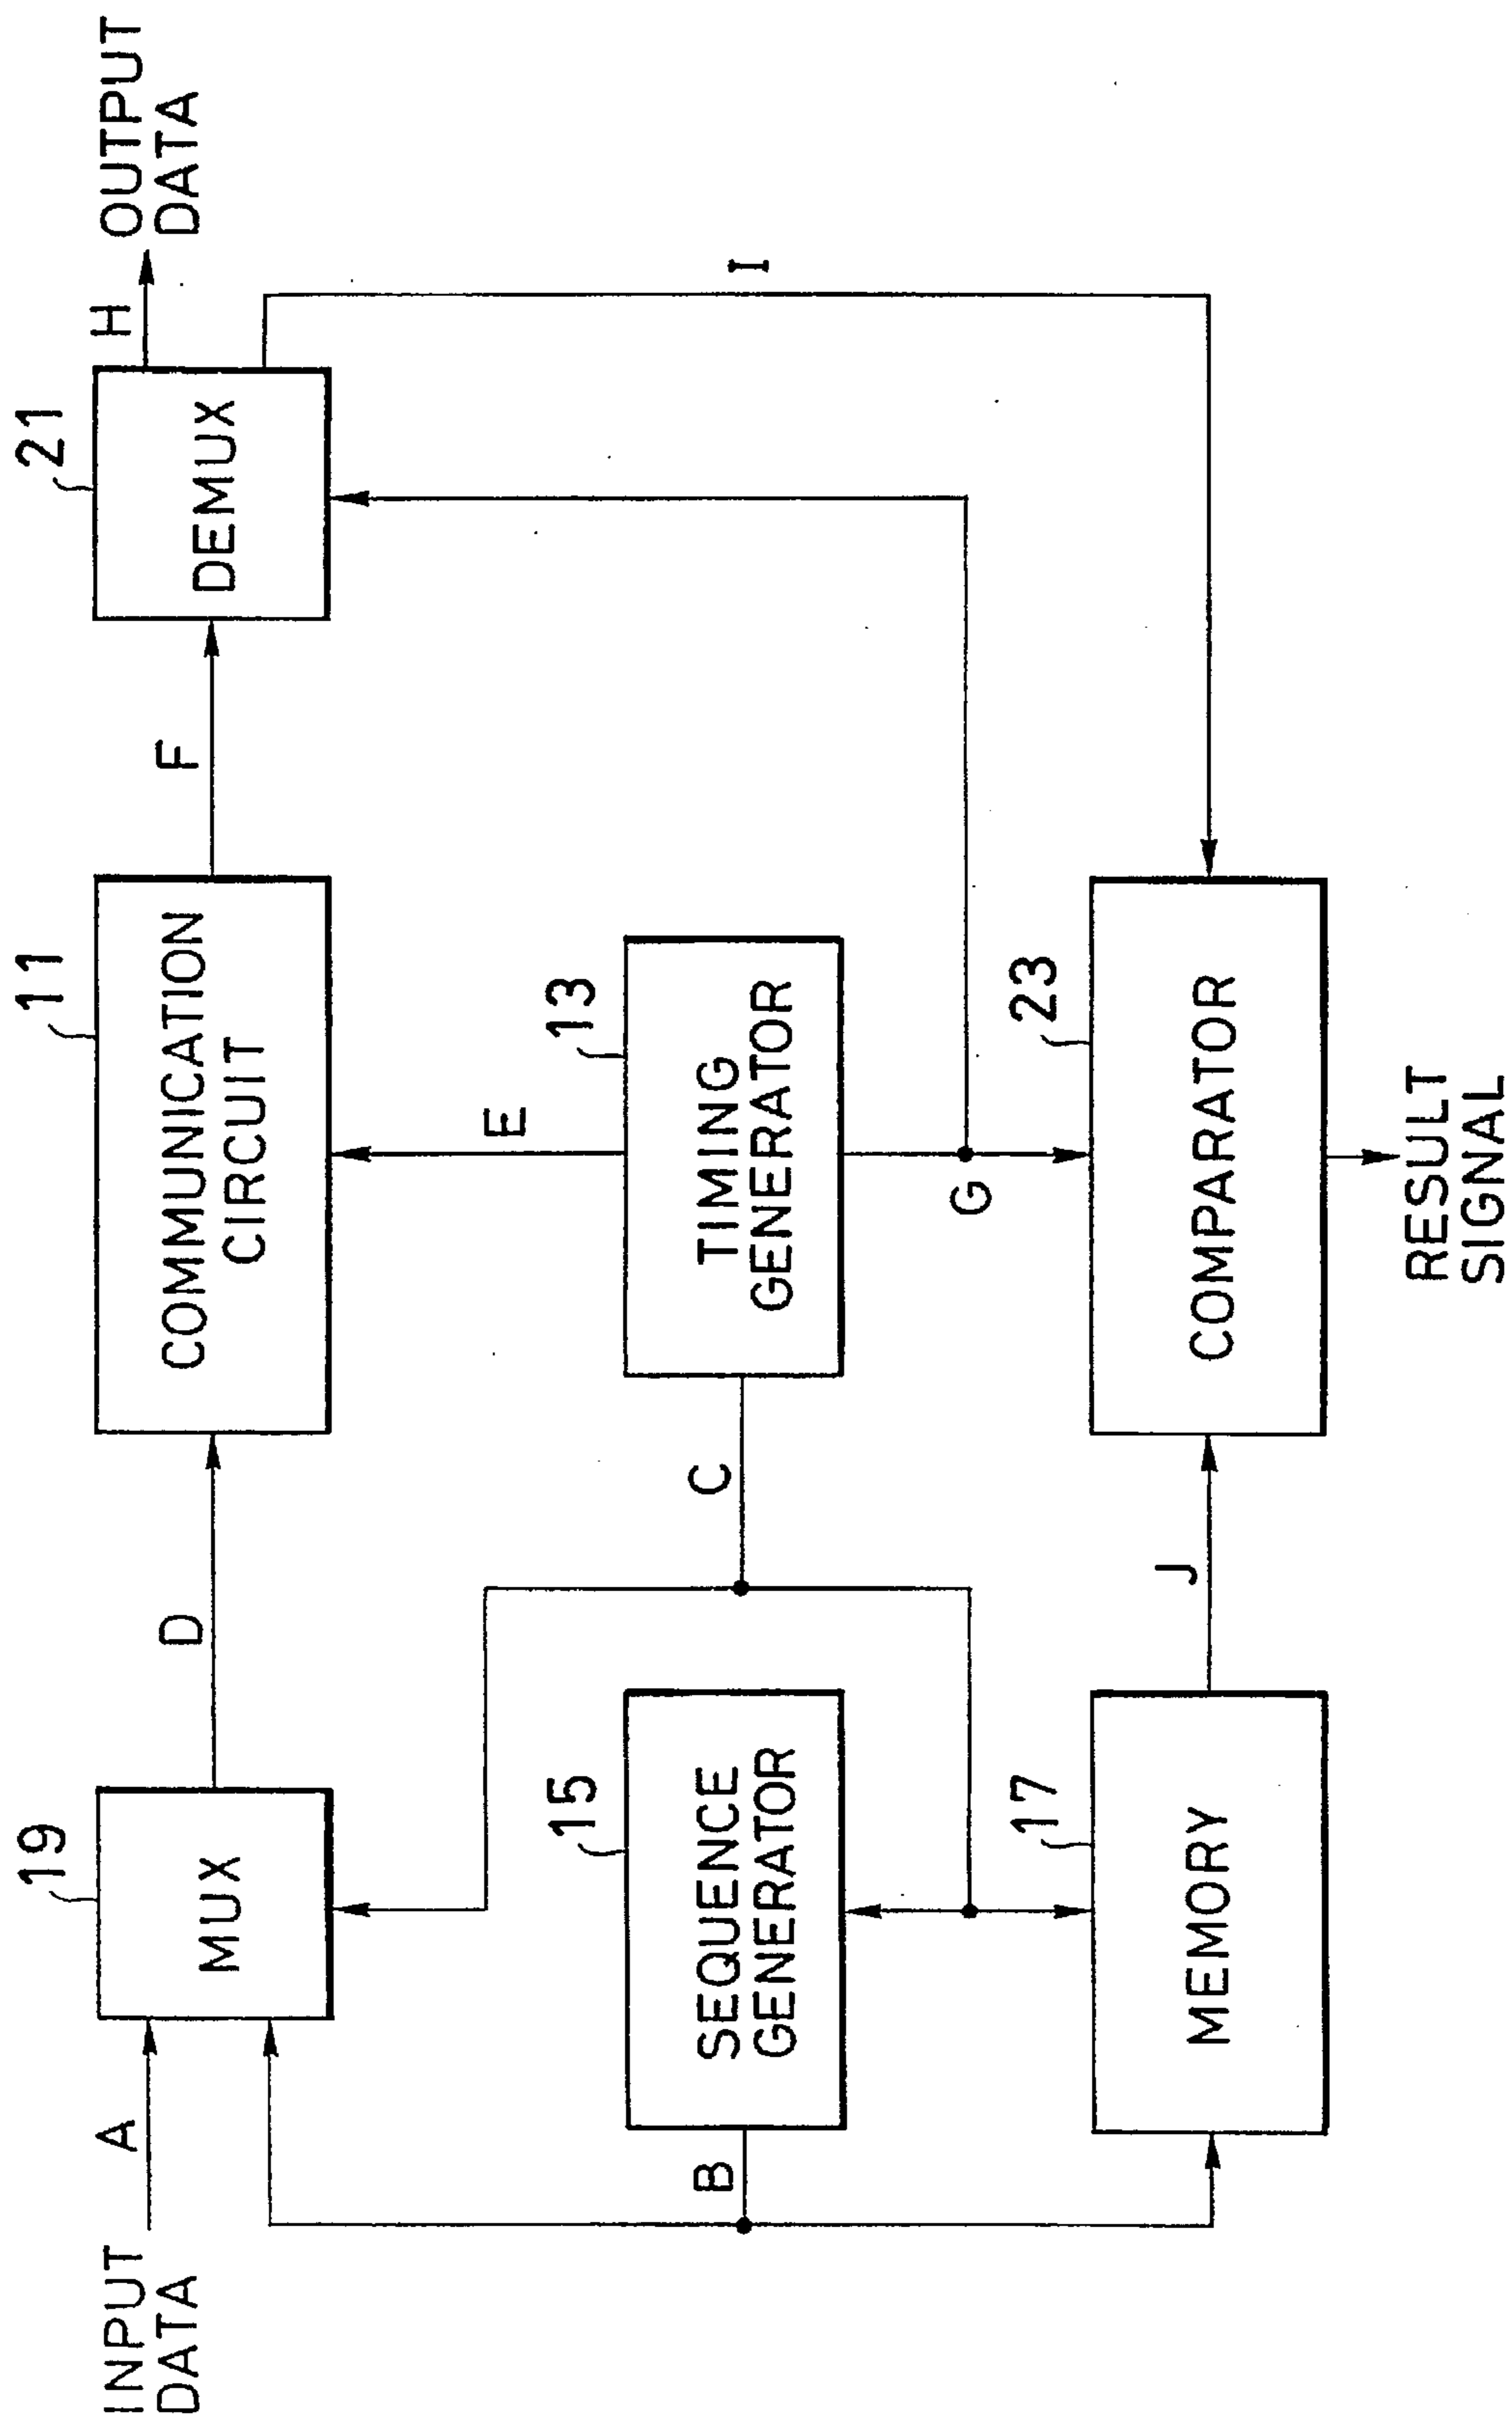 19
11
21
INPUT
DATA
A
MUX
D
COMMUNICATION
CIRCUIT
F
DEMUX
H
OUTPUT
DATA
E
I
15
13
B
SEQUENCE
GENERATOR
C
TIMING
GENERATOR
G
17
23
MEMORY
J
COMPARATOR
RESULT
SIGNAL